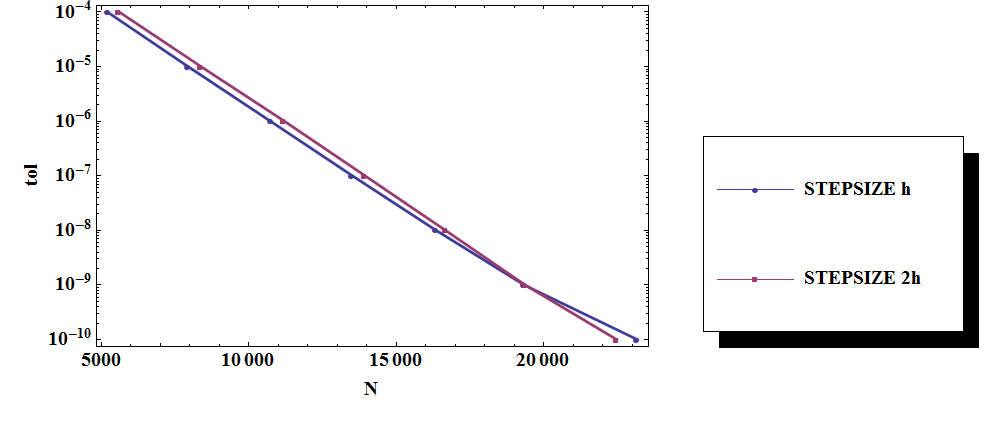 10⁻⁴
10⁻⁵
10⁻⁶
10⁻⁷
10⁻⁸
10⁻⁹
10⁻¹⁰
tol
5000
10 000
15 000
20 000
N
STEPSIZE h
STEPSIZE 2h